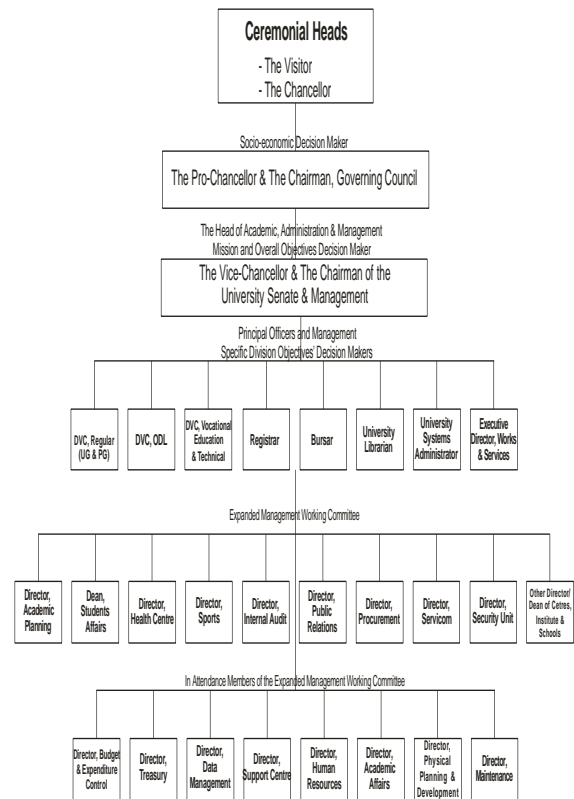 Ceremonial Heads
- The Visitor
- The Chancellor
Socio-economic Decision Maker
The Pro-Chancellor & The Chairman, Governing Council
The Head of Academic, Administration & Management
Mission and Overall Objectives Decision Maker
The Vice-Chancellor & The Chairman of the
University Senate & Management
Principal Officers and Management
Specific Division Objectives' Decision Makers
DVC, Regular
(UG & PG)
DVC, ODL
DVC, Vocational
Education
& Technical
Registrar
Bursar
University
Librarian
University
Systems
Administrator
Executive
Director, Works
& Services
Expanded Management Working Committee
Director,
Academic
Planning
Dean,
Students
Affairs
Director,
Health Centre
Director,
Sports
Director,
Internal Audit
Director,
Public
Relations
Director,
Procurement
Director,
Servicom
Director,
Security Unit
Other Director/
Dean of Cetres,
Institute &
Schools
In Attendance Members of the Expanded Management Working Committee
Director, Budget
& Expenditure
Control
Director,
Treasury
Director,
Data
Management
Director,
Support Centre
Director,
Human
Resources
Director,
Academic
Affairs
Director,
Physical
Planning &
Development
Director,
Maintenance